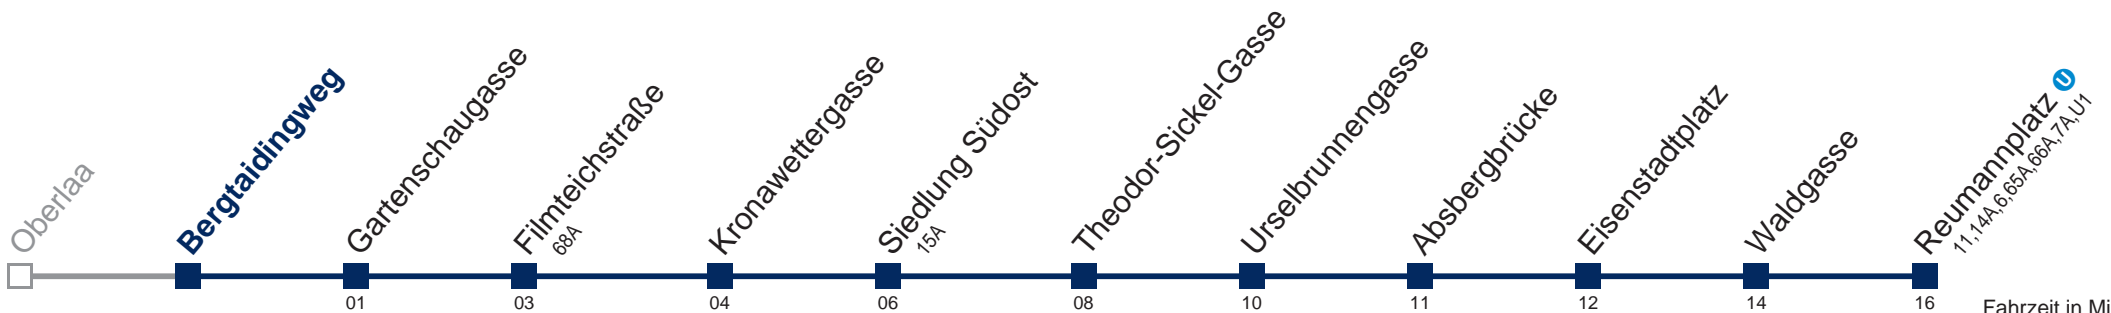 Oberlaa
Bergtaidingweg
Gartenschaugasse
Filmteichstraße
68A
Kronawettergasse
Siedlung Südost
15A
Theodor-Sickel-Gasse
Urselbrunnengasse
Absbergbrücke
Eisenstadtplatz
Waldgasse
Reumannplatz U
11,14A,6,65A,66A,7A,U1
01 03 04 06 08 10 11 12 14 16
Fahrzeit in Mi